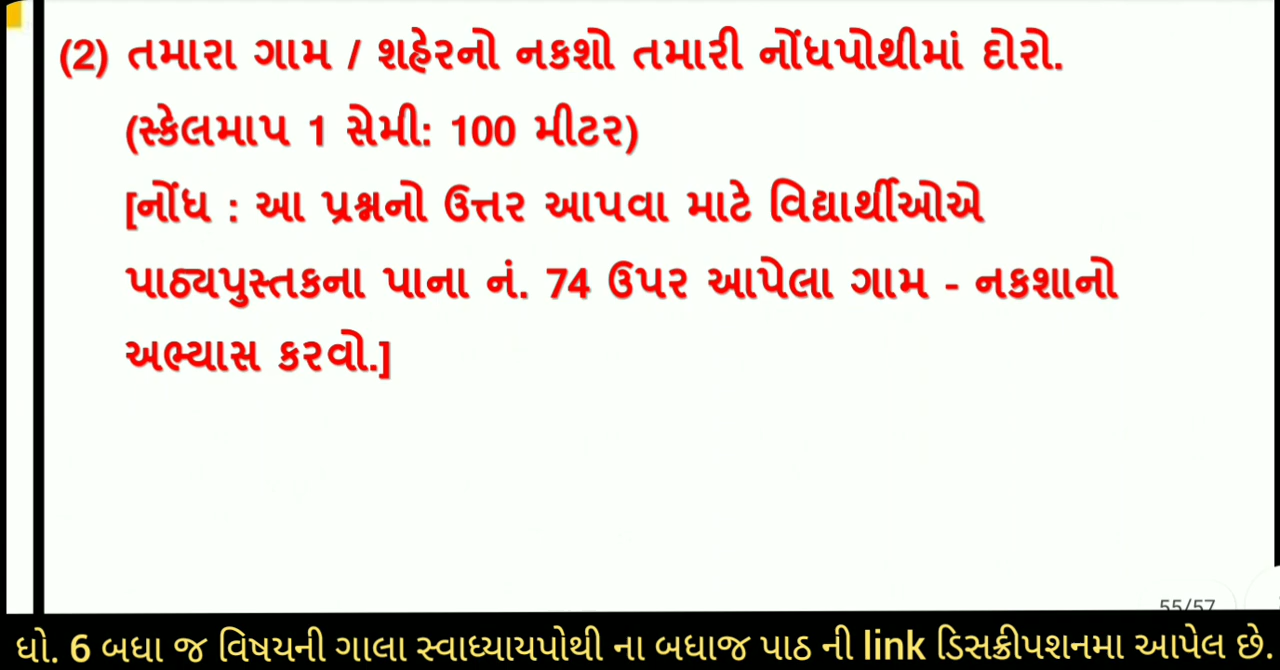 (2) તમારા ગામ / શહેરનો નકશો તમારી નોંધપોથીમાં દોરો.
(સ્કેલમાપ 1 સેમી: 100 મીટર)
[નોંધ : આ પ્રશ્નનો ઉત્તર આપવા માટે વિદ્યાર્થીઓએ
પાઠ્યપુસ્તકના પાના નં. 74 ઉપર આપેલા ગામ - નકશાનો
અભ્યાસ કરવો.]
55/57
ધો. 6 બધા જ વિષયની ગાલા સ્વાધ્યાયપોથી ના બધાજ પાઠ ની link ડિસક્રીપશનમા આપેલ છે.